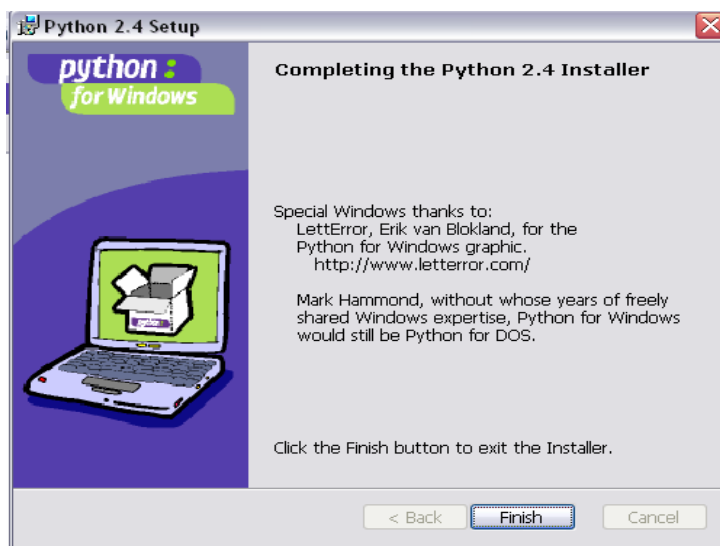 Python 2.4 Setup
python :
for Windows
Completing the Python 2.4 Installer
Special Windows thanks to:
LettError, Erik van Blokland, for the
Python for Windows graphic.
http://www.letterror.com/
Mark Hammond, without whose years of freely
shared Windows expertise, Python for Windows
would still be Python for DOS.
Click the Finish button to exit the Installer.
< Back
Finish
Cancel